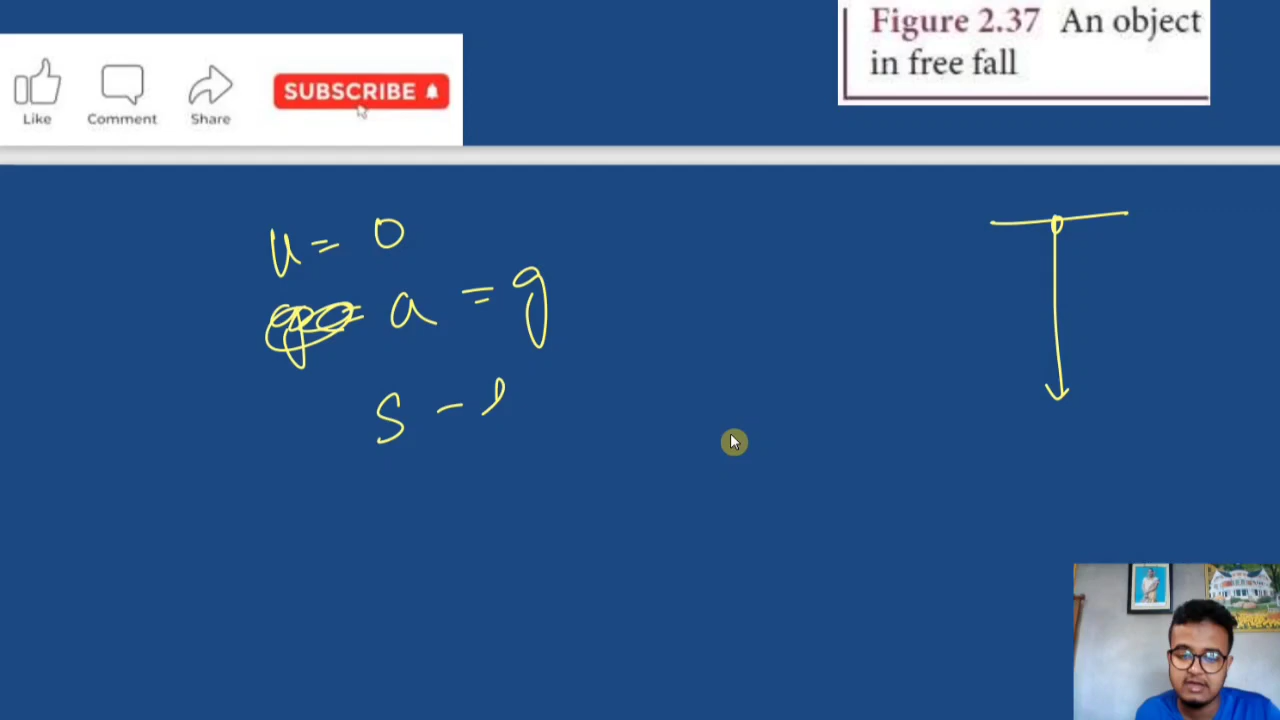 Figure 2.37 An object
in free fall
Like Comment Share SUBSCRIBE
u = 0
a = g
S -